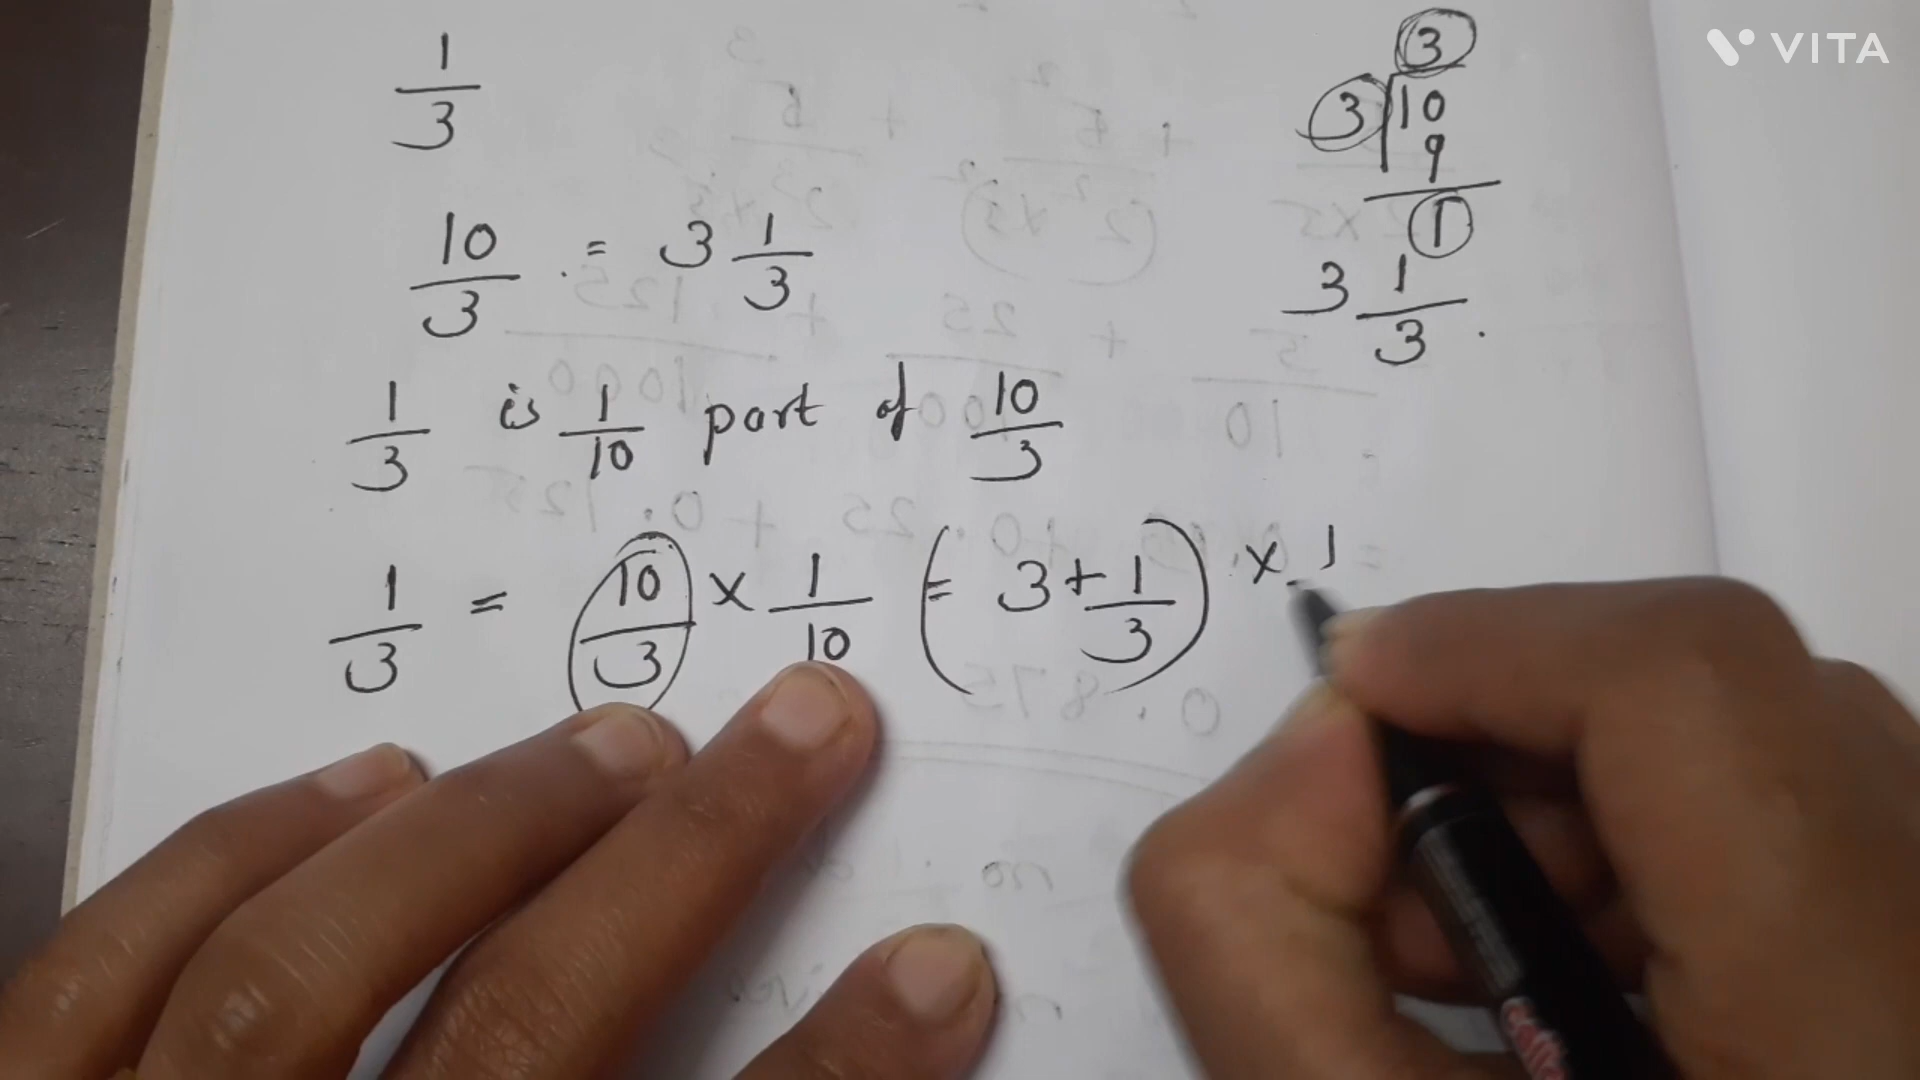 VITA
1/3
3
3 10
9
1
3 1/3 .
10/3 . = 3 1/3
1/3 is 1/10 part of 10/3
1/3 = 10/3 × 1/10 (= 3 + 1/3) × 1